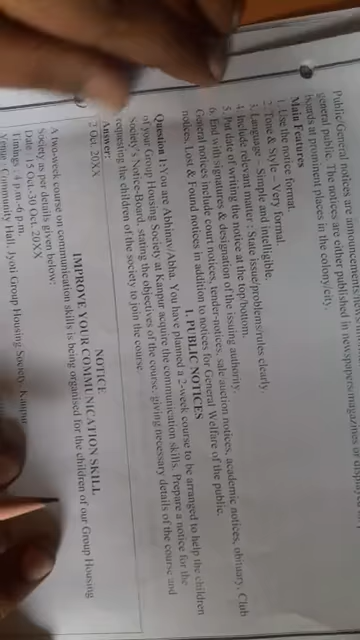 Public/General notices are announcements
general public. The notices are either published in newspapers/magazines or displayed
boards at prominent places in the colony/city.
Main Features
1. Use the notice format.
2. Tone & Style - Very formal
3. Language - Simple and intelligible.
4. Include relevant matter : State issue/problems/rules clearly.
5. Put date of writing the notice at the top/bottom.
6. End with signatures & designation of the issuing authority.
General notices include court notices, tender-notices, sale auction notices, academic notices, obituary, Club
notices, Lost & Found notices in addition to notices for General Welfare of the public.
I. PUBLIC NOTICES
Question 1: You are Abhinav/Abha. You have planned a 2-week course to be arranged to help the children
of your Group Housing Society at Kanpur acquire the communication skills. Prepare a notice for the
Society's Notice-Board, stating the objectives of the course, giving necessary details of the course and
requesting the children of the society to join the course.
Answer:
2 Oct. 20XX
NOTICE
IMPROVE YOUR COMMUNICATION SKILL
A two-week course on communication skills is being organised for the children of our Group Housing
Society as per details given below:
Date : 15 Oct.-30 Oct. 20XX
Timings : 4 p.m.-6 p.m.
Venue : Community Hall, Jyoti Group Housing Society, Kanpur